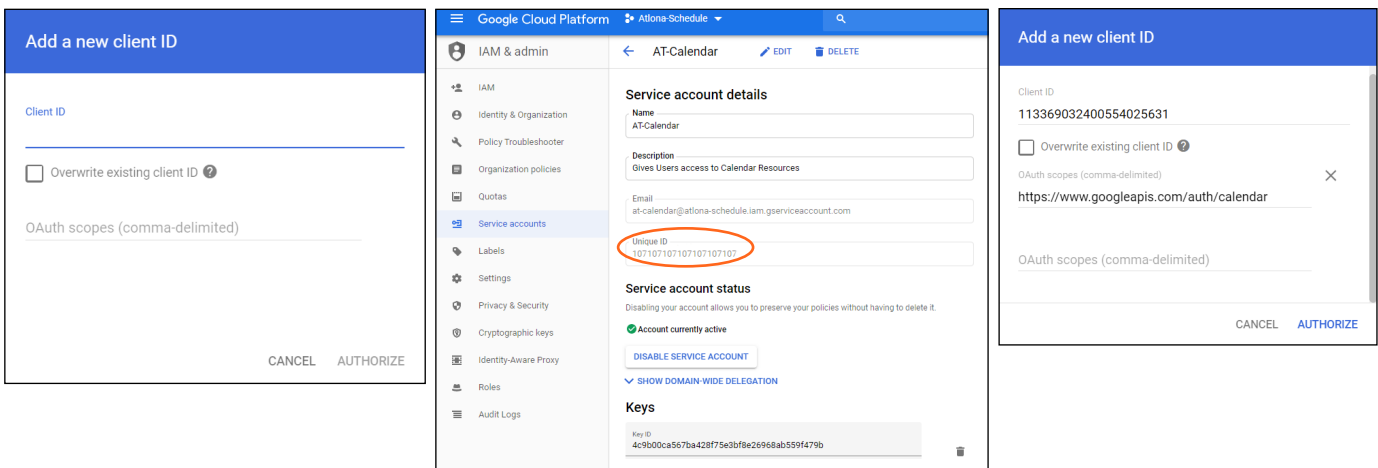 Add a new client ID
Client ID
Overwrite existing client ID ?
OAuth scopes (comma-delimited)
CANCEL AUTHORIZE
Google Cloud Platform Atlona-Schedule
IAM & admin
IAM
Identity & Organization
Policy Troubleshooter
Organization policies
Quotas
Service accounts
Labels
Settings
Privacy & Security
Cryptographic keys
Identity-Aware Proxy
Roles
Audit Logs
AT-Calendar EDIT DELETE
Service account details
Name
AT-Calendar
Description
Gives Users access to Calendar Resources
Email
at-calendar@atlona-schedule.iam.gserviceaccount.com
Unique ID
107107107107107107107
Service account status
Disabling your account allows you to preserve your policies without having to delete it.
Account currently active
DISABLE SERVICE ACCOUNT
SHOW DOMAIN-WIDE DELEGATION
Keys
Key ID
4c9b00ca567ba428f75e3bf8e26968ab559f479b
Add a new client ID
Client ID
113369032400554025631
Overwrite existing client ID ?
OAuth scopes (comma-delimited)
https://www.googleapis.com/auth/calendar
OAuth scopes (comma-delimited)
CANCEL AUTHORIZE